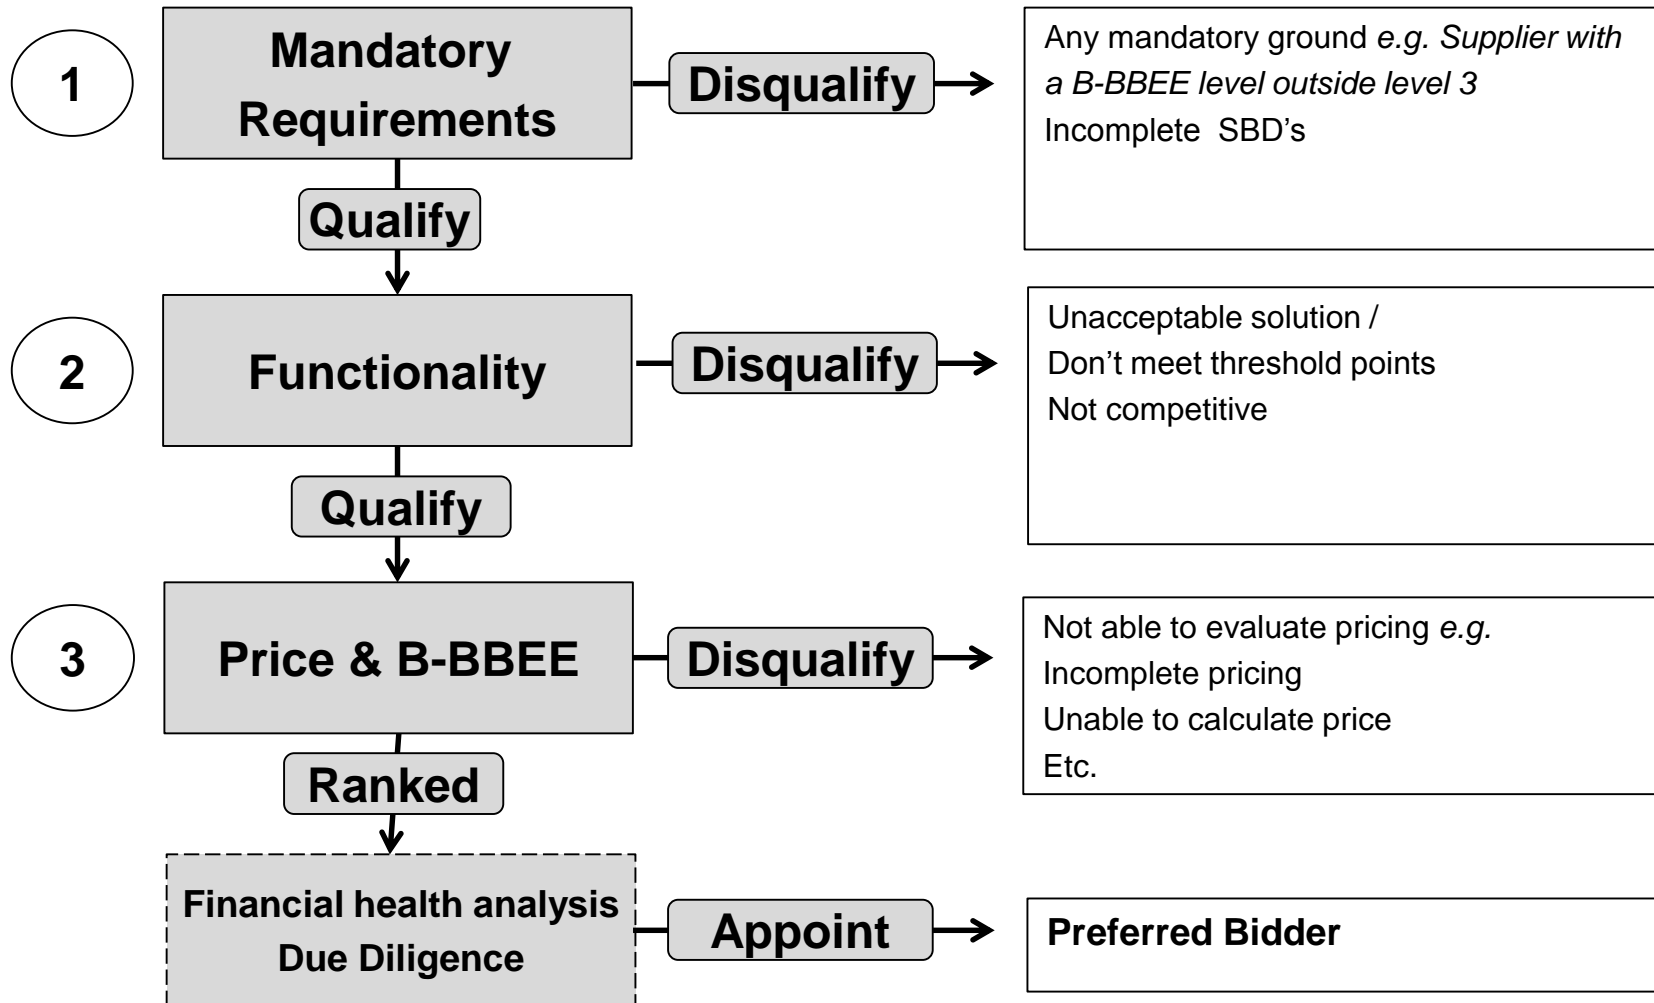 1
Mandatory
Requirements
Disqualify
Any mandatory ground e.g. Supplier with
a B-BBEE level outside level 3
Incomplete SBD's
Qualify
2
Functionality
Disqualify
Unacceptable solution /
Don't meet threshold points
Not competitive
Qualify
3
Price & B-BBEE
Disqualify
Not able to evaluate pricing e.g.
Incomplete pricing
Unable to calculate price
Etc.
Ranked
Financial health analysis
Due Diligence
Appoint
Preferred Bidder